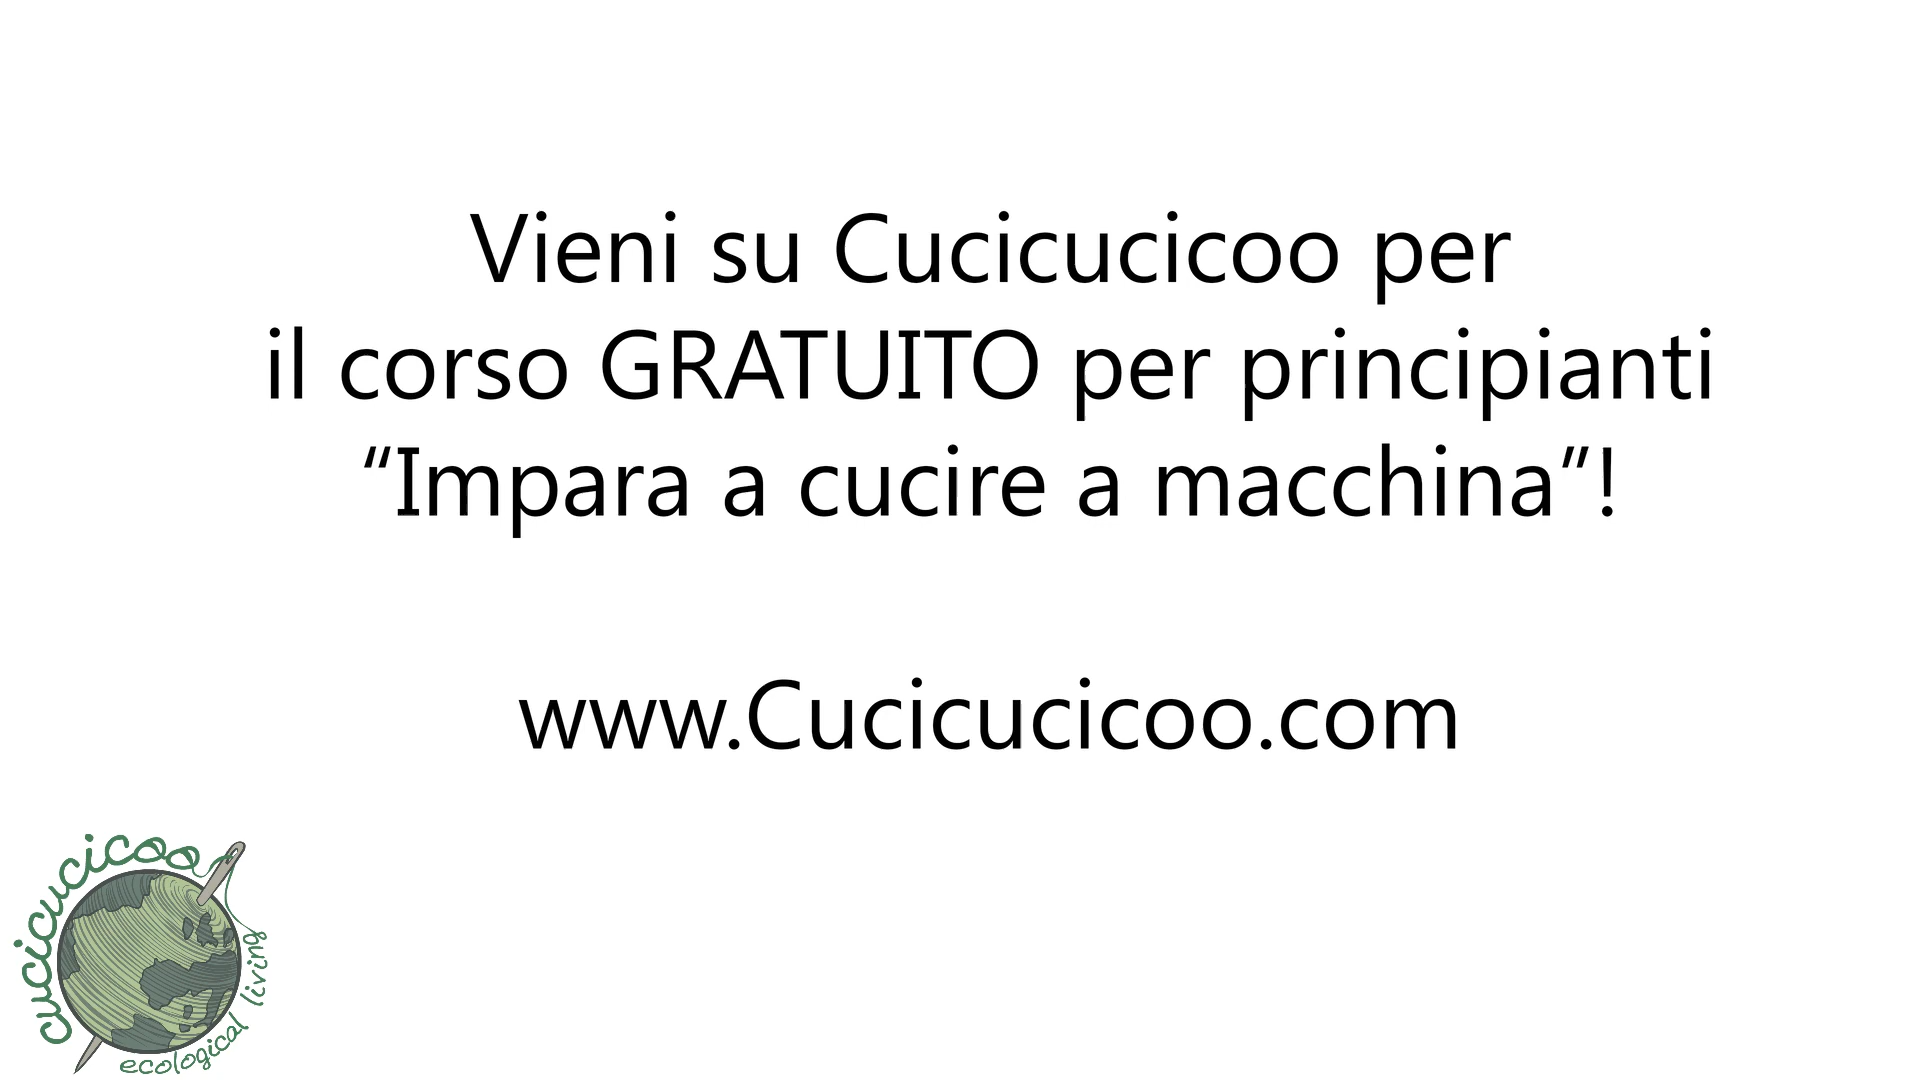 Vieni su Cucicucicoo per
il corso GRATUITO per principianti
“Impara a cucire a macchina”!
www.Cucicucicoo.com
cucicucicoo
ecological living